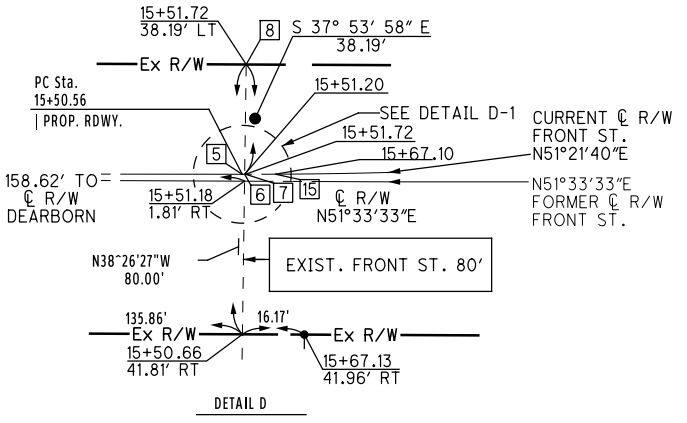 15+51.72
38.19' LT
8
S 37° 53' 58" E
38.19'
Ex R/W
PC Sta.
15+50.56
| PROP. RDWY.
15+51.20
SEE DETAIL D-1
15+51.72
15+67.10
CURRENT ℄ R/W
FRONT ST.
N51°21'40"E
5
158.62' TO
℄ R/W
DEARBORN
15+51.18
1.81' RT
6
7
15
℄ R/W
N51°33'33"E
N51°33'33"E
FORMER ℄ R/W
FRONT ST.
N38^26'27"W
80.00'
EXIST. FRONT ST. 80'
135.86'
16.17'
Ex R/W
Ex R/W
15+50.66
41.81' RT
15+67.13
41.96' RT
DETAIL D